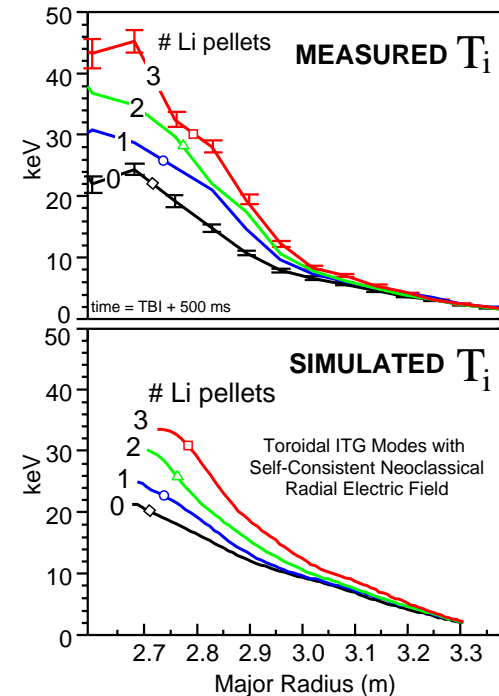 50
# Li pellets
MEASURED Ti
40
3
2
30
1
keV
20
0
10
0
time = TBI + 500 ms
50
SIMULATED Ti
# Li pellets
40
3
2
Toroidal ITG Modes with
30
Self-Consistent Neoclassical
1
Radial Electric Field
keV
20
0
10
0
2.7 2.8 2.9 3.0 3.1 3.2 3.3
Major Radius (m)